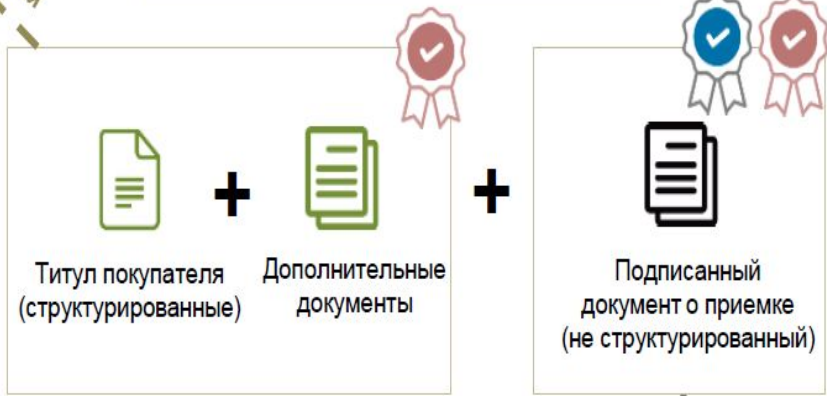 +
+
Титул покупателя
(структурированные)
Дополнительные
документы
Подписанный
документ о приемке
(не структурированный)